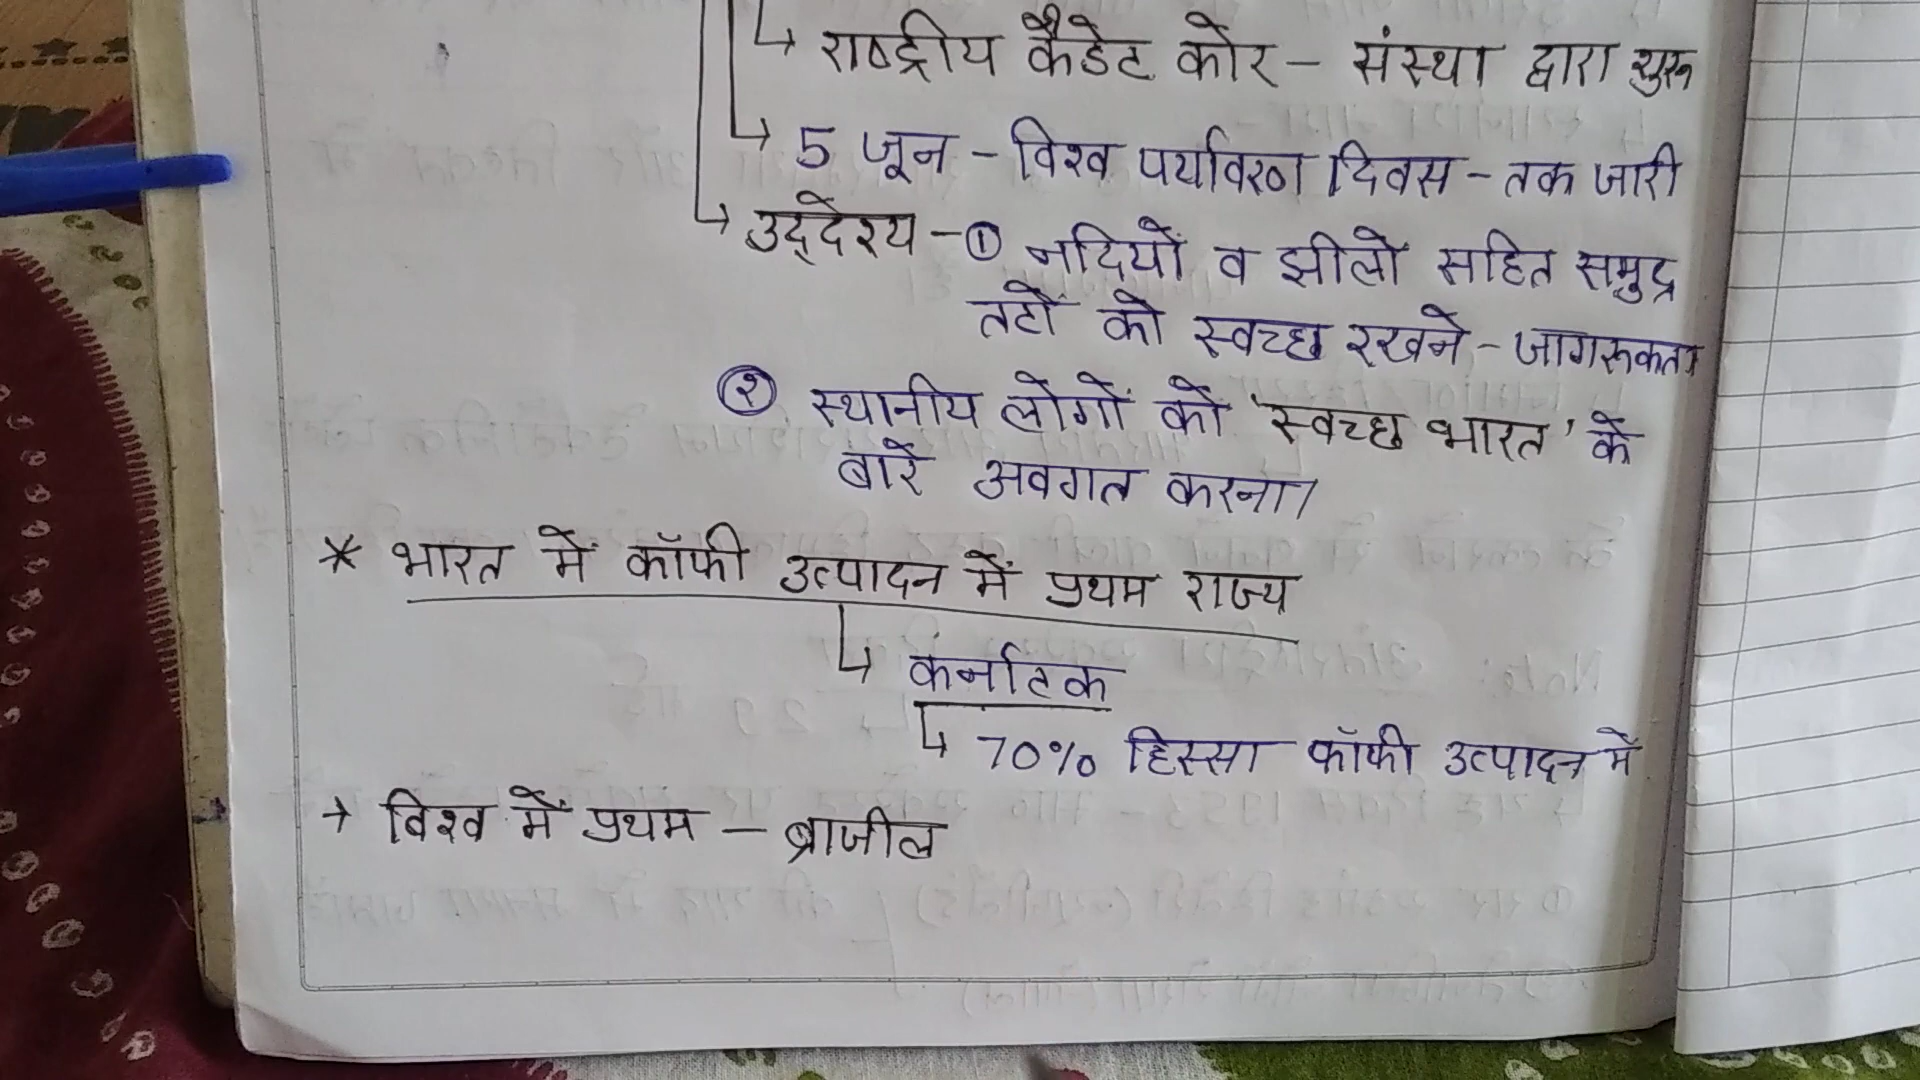 ↳ राष्ट्रीय कैडेट कोर - संस्था द्वारा शुरू
↳ 5 जून - विश्व पर्यावरण दिवस - तक जारी
↳ उद्देश्य - ① नदियों व झीलों सहित समुद्र
तटों को स्वच्छ रखने - जागरूकता
② स्थानीय लोगों को 'स्वच्छ भारत' के
बारे अवगत करना।
* भारत में कॉफी उत्पादन में प्रथम राज्य
↳ कर्नाटक
↳ 70% हिस्सा कॉफी उत्पादन में
→ विश्व में प्रथम - ब्राजील